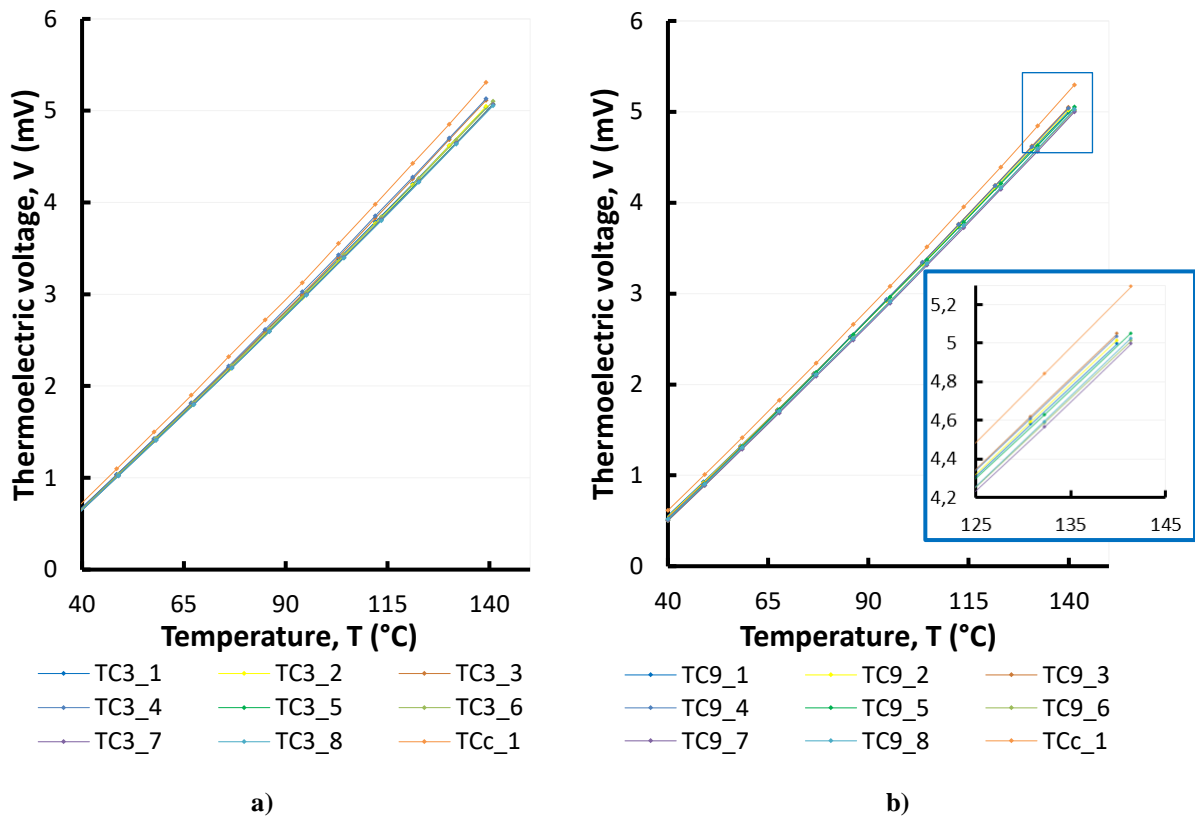 6
5
4
3
2
1
0
40 65 90 115 140
Thermoelectric voltage, V (mV)
Temperature, T (°C)
TC3_1 TC3_2 TC3_3
TC3_4 TC3_5 TC3_6
TC3_7 TC3_8 TCc_1
a)
6
5
4
3
2
1
0
40 65 90 115 140
Thermoelectric voltage, V (mV)
Temperature, T (°C)
5,2
5
4,8
4,6
4,4
4,2
125 135 145
TC9_1 TC9_2 TC9_3
TC9_4 TC9_5 TC9_6
TC9_7 TC9_8 TCc_1
b)